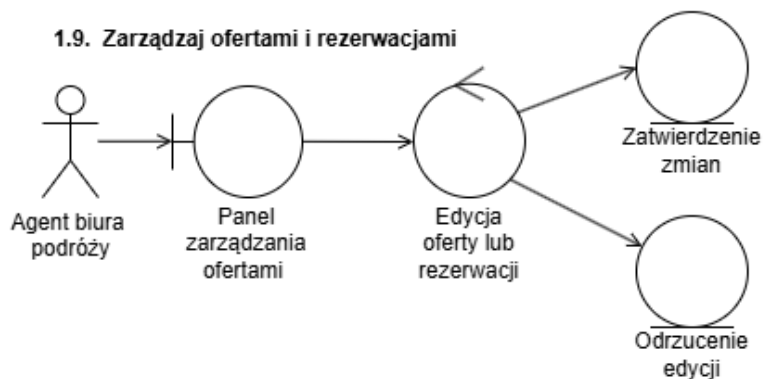 1.9. Zarządzaj ofertami i rezerwacjami
Agent biura
podróży
Panel
zarządzania
ofertami
Edycja
oferty lub
rezerwacji
Zatwierdzenie
zmian
Odrzucenie
edycji